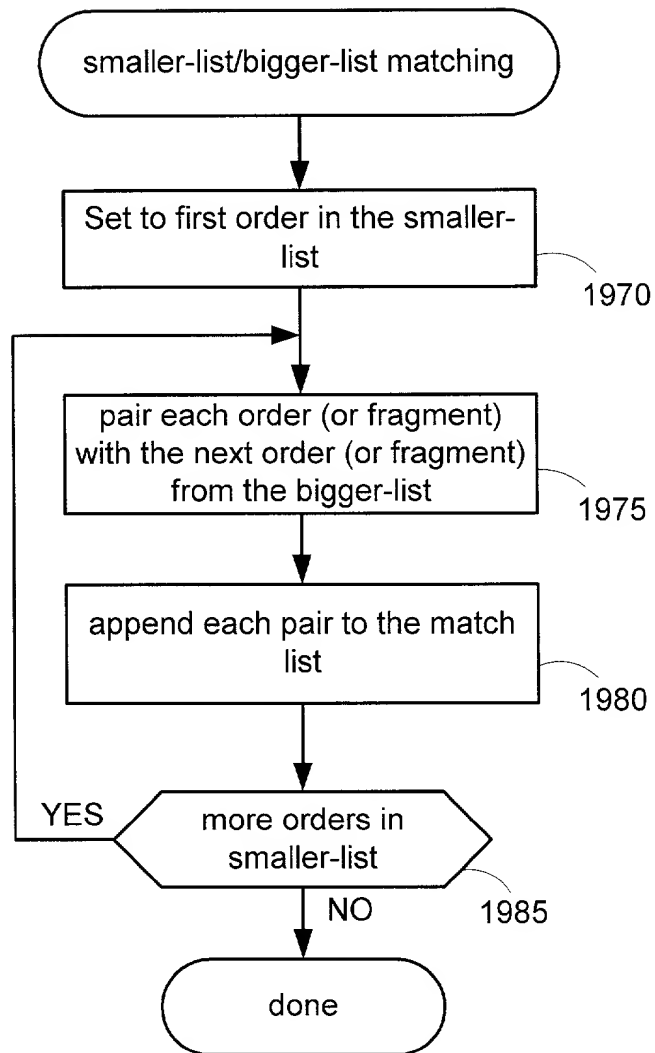 smaller-list/bigger-list matching
Set to first order in the smaller-
list
1970
pair each order (or fragment)
with the next order (or fragment)
from the bigger-list
1975
append each pair to the match
list
1980
YES
more orders in
smaller-list
1985
NO
done